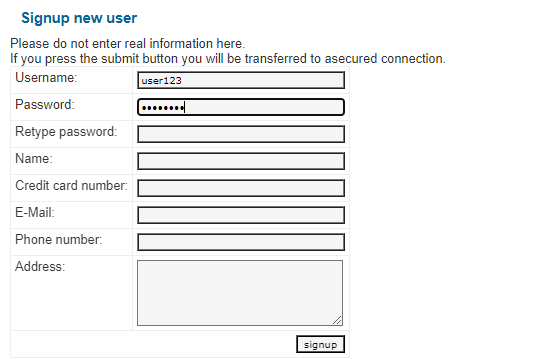 Signup new user
Please do not enter real information here.
If you press the submit button you will be transferred to asecured connection.
Username: user123
Password: ••••••••
Retype password:
Name:
Credit card number:
E-Mail:
Phone number:
Address:
signup